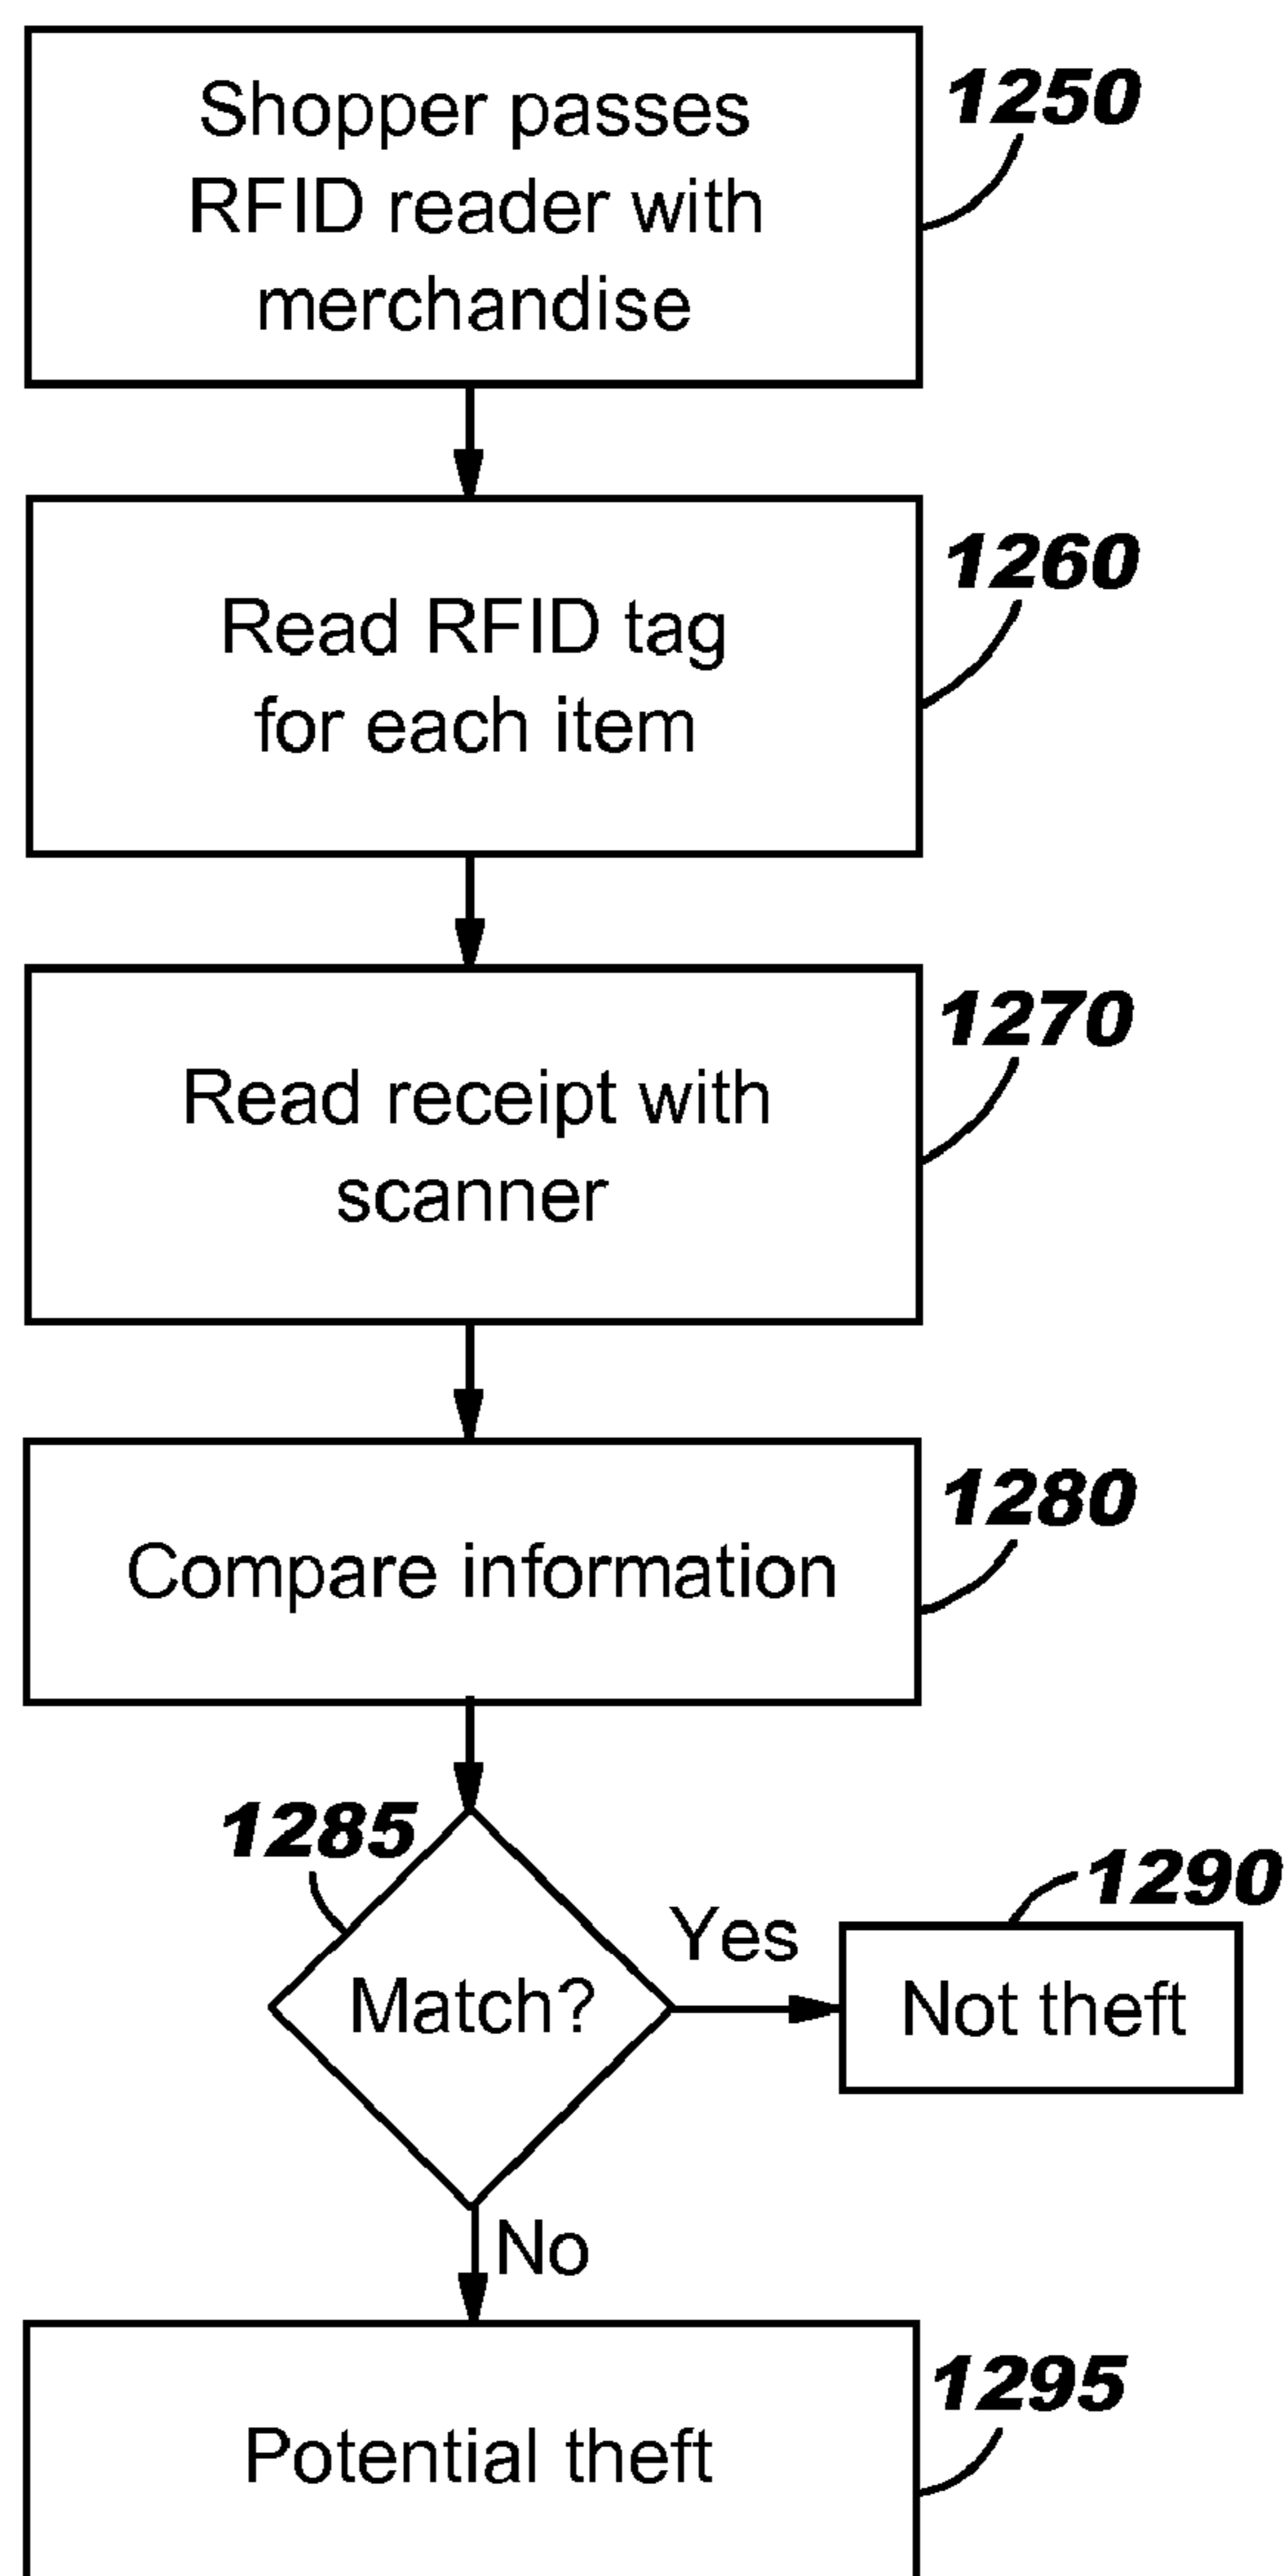 Shopper passes
RFID reader with
merchandise
1250
Read RFID tag
for each item
1260
Read receipt with
scanner
1270
Compare information
1280
1285
Match?
Yes
1290
Not theft
No
Potential theft
1295